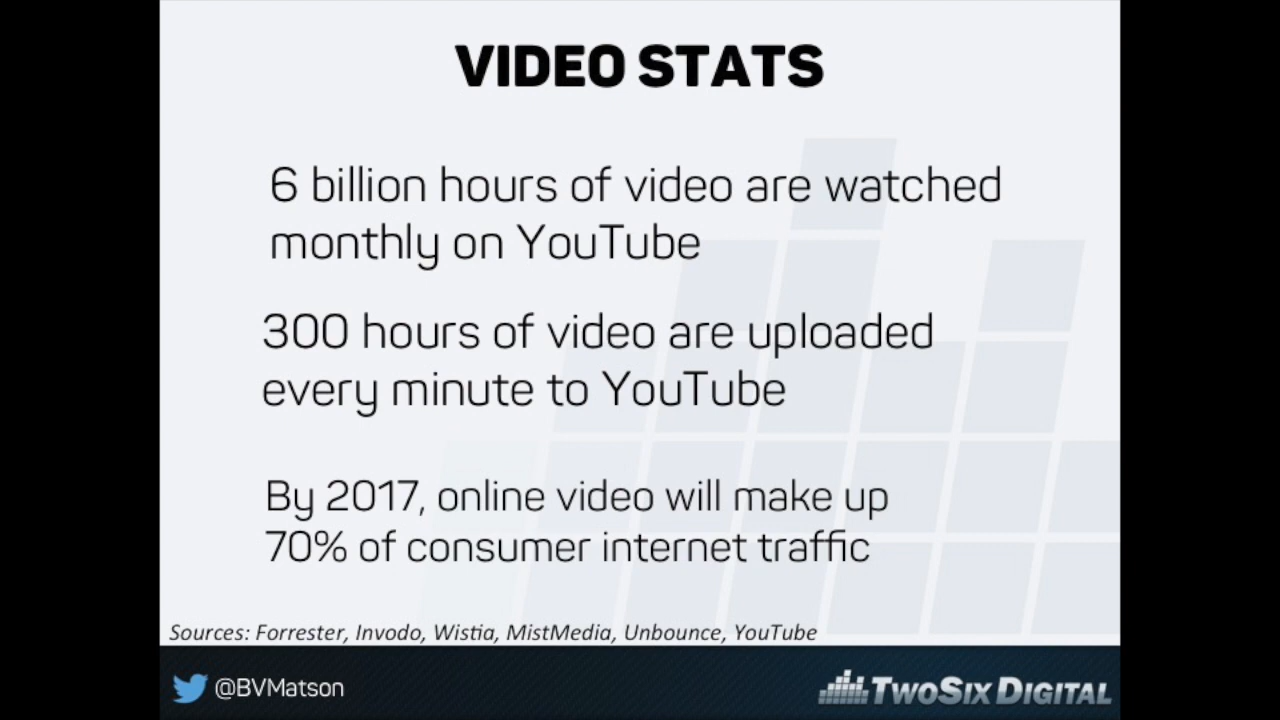 VIDEO STATS
6 billion hours of video are watched
monthly on YouTube
300 hours of video are uploaded
every minute to YouTube
By 2017, online video will make up
70% of consumer internet traffic
Sources: Forrester, Invodo, Wistia, MistMedia, Unbounce, YouTube
@BVMatson
TWOSIX DIGITAL